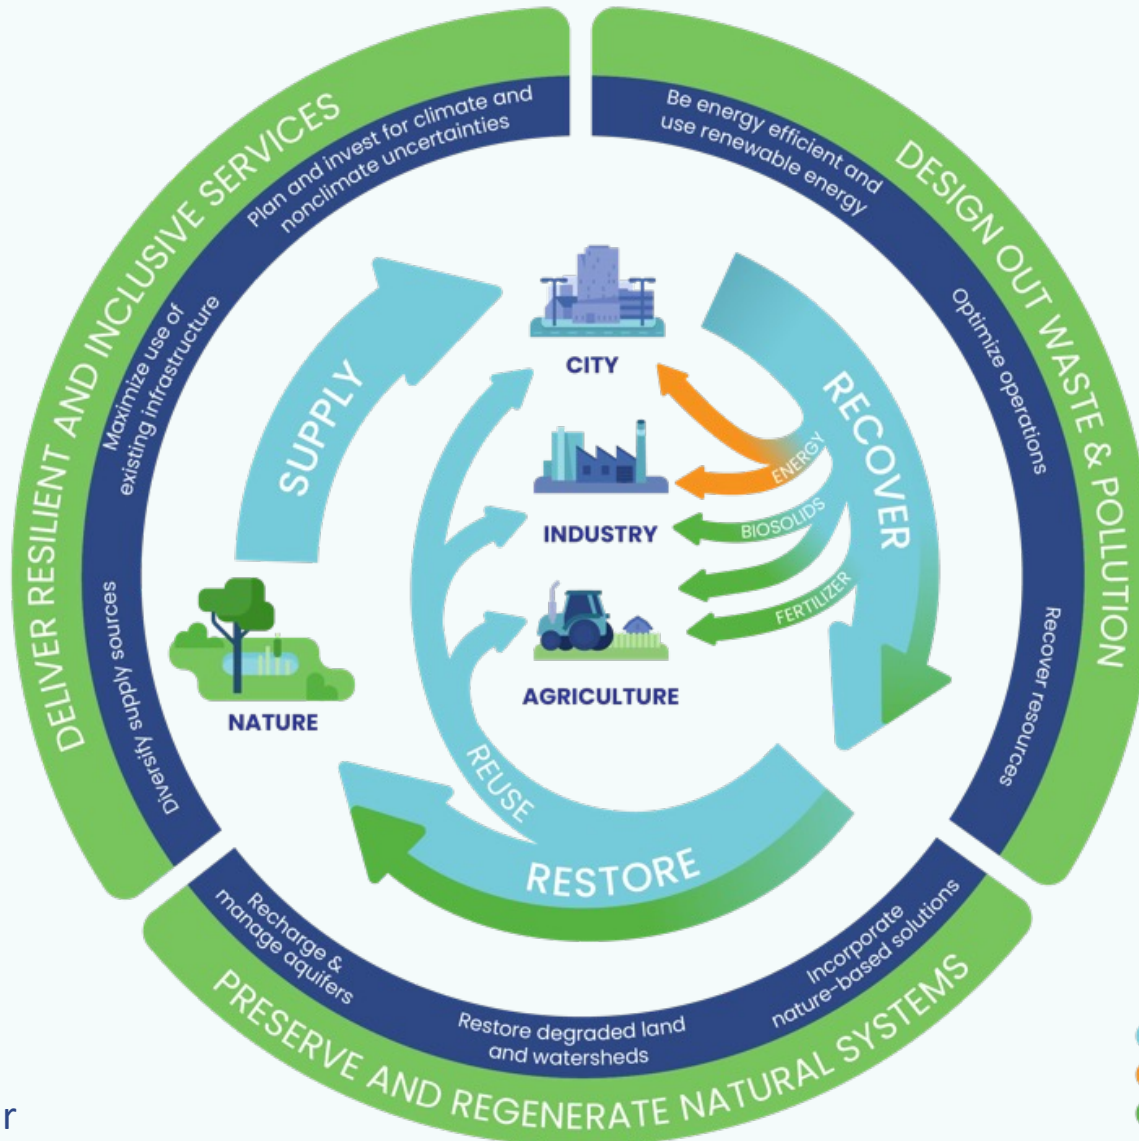 DELIVER RESILIENT AND INCLUSIVE SERVICES
Plan and invest for climate and
nonclimate uncertainties
Maximize use of
existing infrastructure
Diversify supply sources
DESIGN OUT WASTE & POLLUTION
Be energy efficient and
use renewable energy
Optimize operations
Recover resources
PRESERVE AND REGENERATE NATURAL SYSTEMS
Recharge &
manage aquifers
Restore degraded land
and watersheds
Incorporate
nature-based solutions
SUPPLY
CITY
RECOVER
ENERGY
INDUSTRY
BIOSOLIDS
FERTILIZER
AGRICULTURE
NATURE
REUSE
RESTORE
r